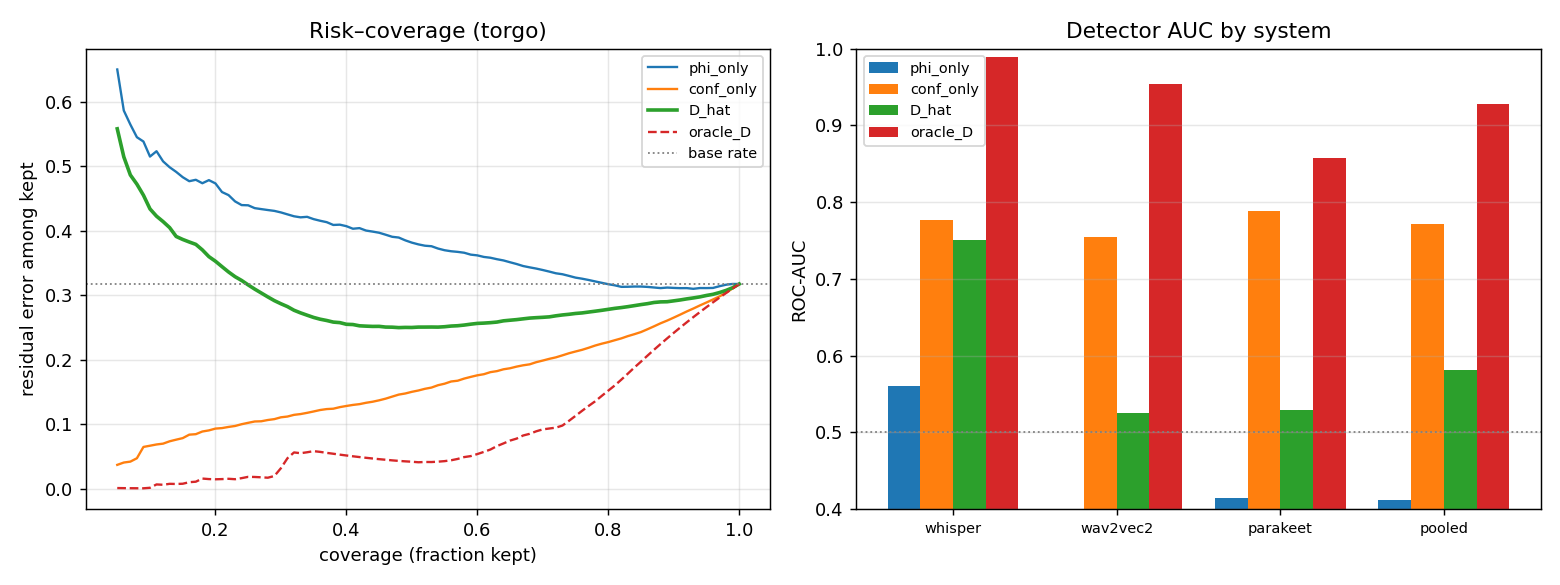 Risk–coverage (torgo)
residual error among kept
0.6
0.5
0.4
0.3
0.2
0.1
0.0
phi_only
conf_only
D_hat
oracle_D
base rate
0.2 0.4 0.6 0.8 1.0
coverage (fraction kept)
Detector AUC by system
ROC-AUC
1.0
0.9
0.8
0.7
0.6
0.5
0.4
phi_only
conf_only
D_hat
oracle_D
whisper wav2vec2 parakeet pooled